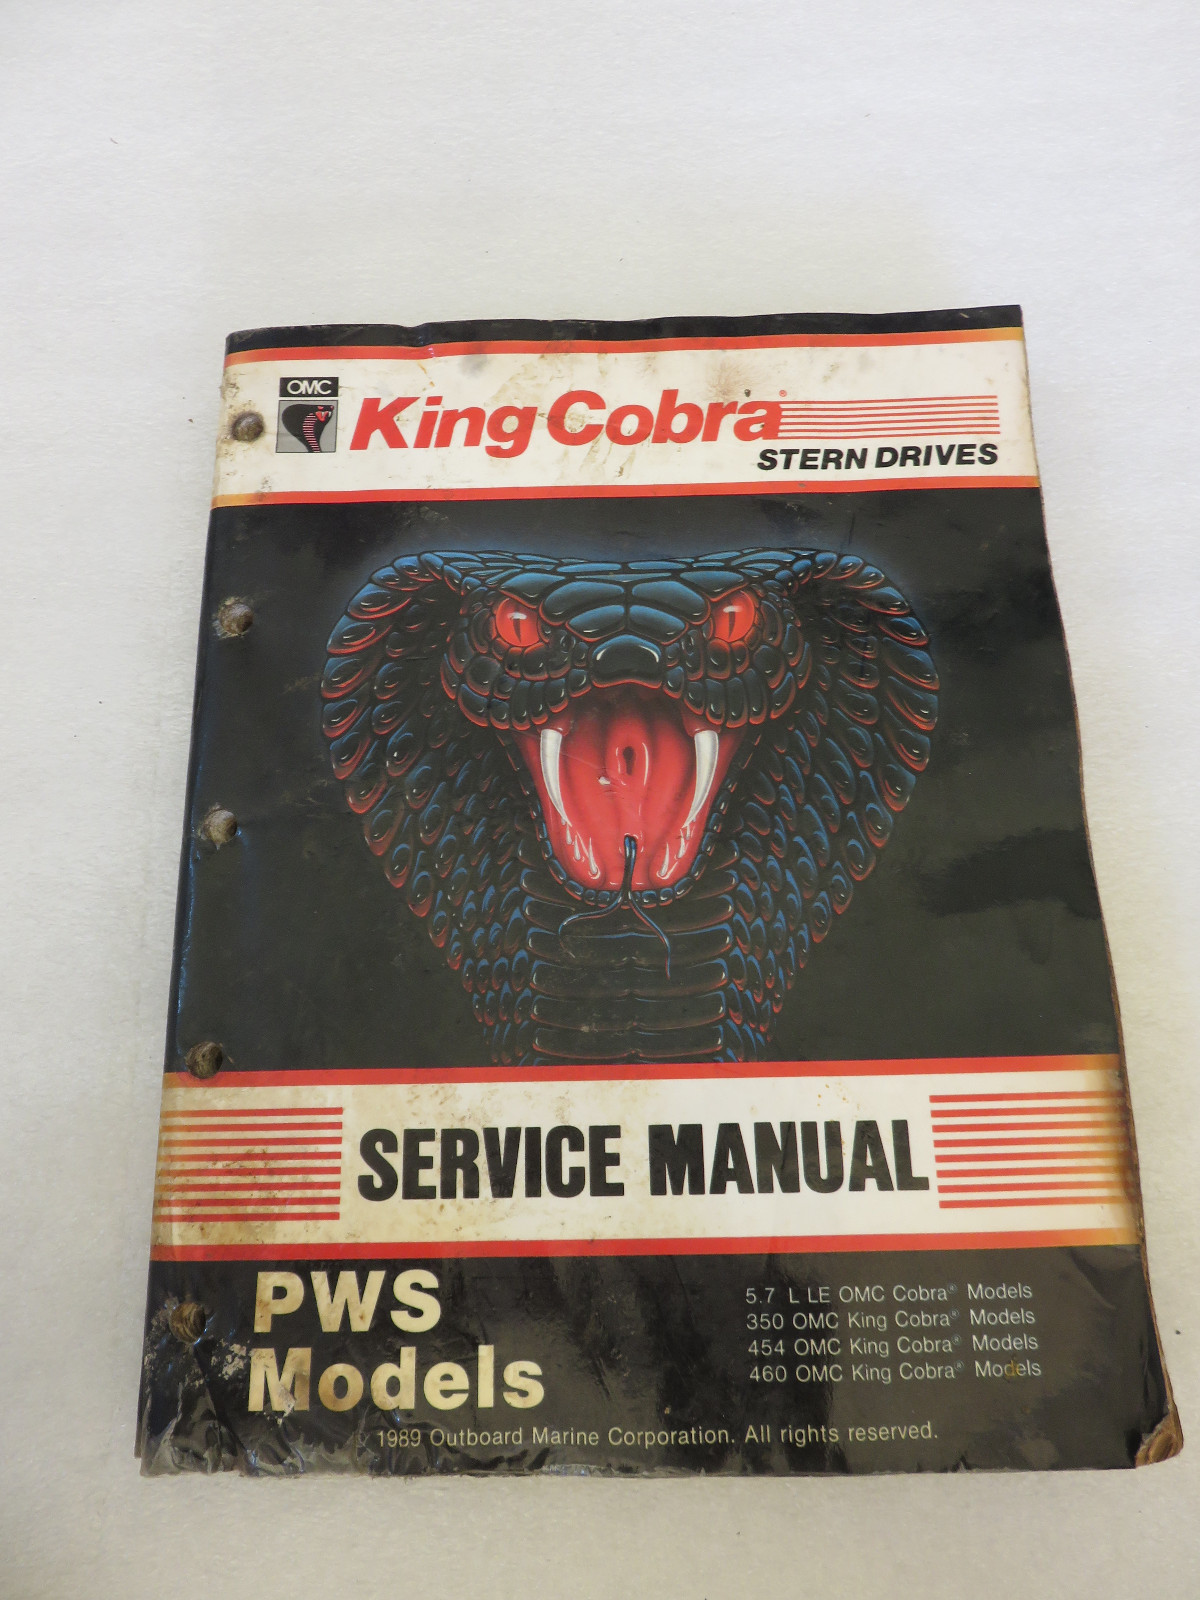 OMC
King Cobra®
STERN DRIVES
SERVICE MANUAL
PWS
Models
5.7 L LE OMC Cobra® Models
350 OMC King Cobra® Models
454 OMC King Cobra® Models
460 OMC King Cobra® Models
© 1989 Outboard Marine Corporation. All rights reserved.